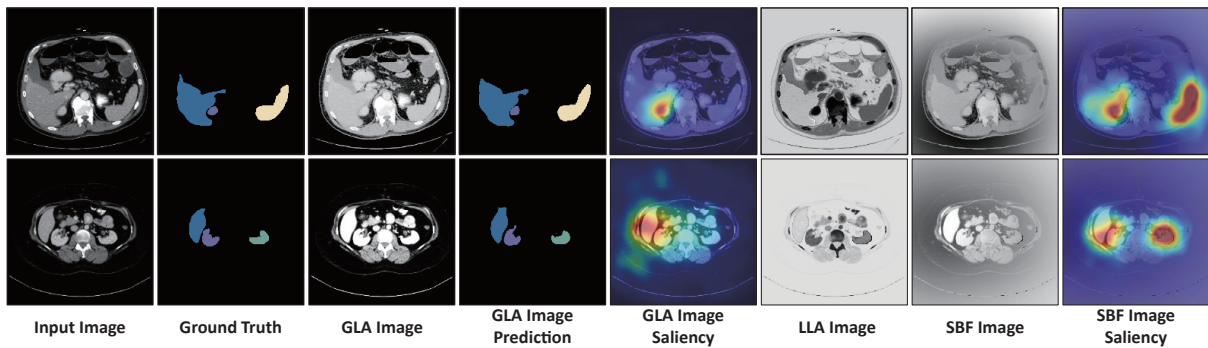 Input Image
Ground Truth
GLA Image
GLA Image
Prediction
GLA Image
Saliency
LLA Image
SBF Image
SBF Image
Saliency